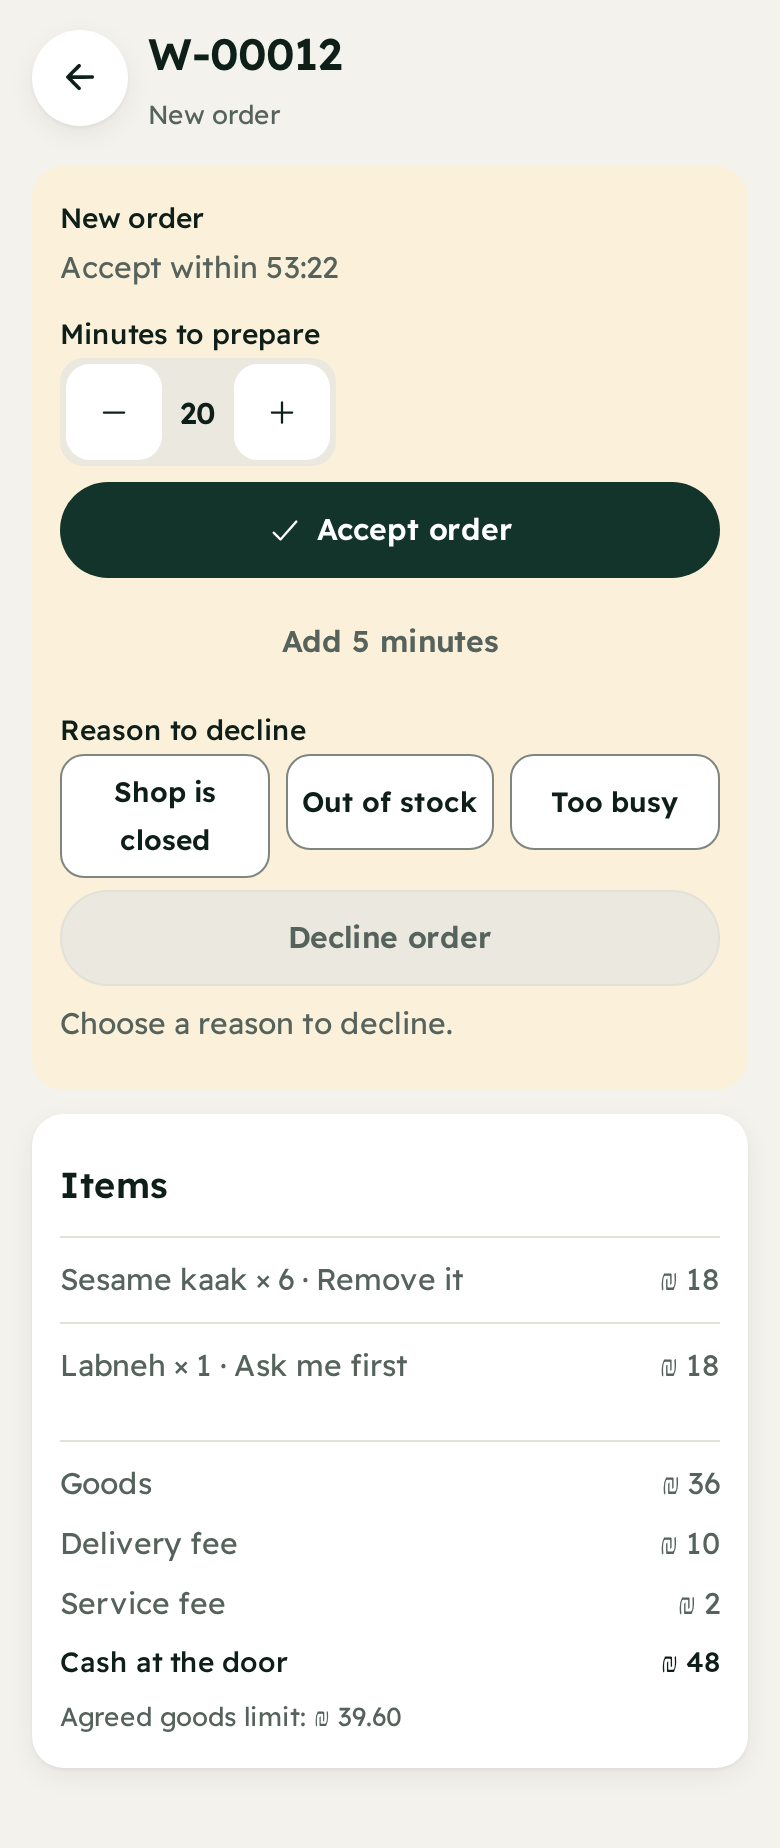 W-00012
New order
New order
Accept within 53:22
Minutes to prepare
− 20 +
Accept order
Add 5 minutes
Reason to decline
Shop is closed
Out of stock
Too busy
Decline order
Choose a reason to decline.
Items
Sesame kaak × 6 · Remove it ₪ 18
Labneh × 1 · Ask me first ₪ 18
Goods ₪ 36
Delivery fee ₪ 10
Service fee ₪ 2
Cash at the door ₪ 48
Agreed goods limit: ₪ 39.60